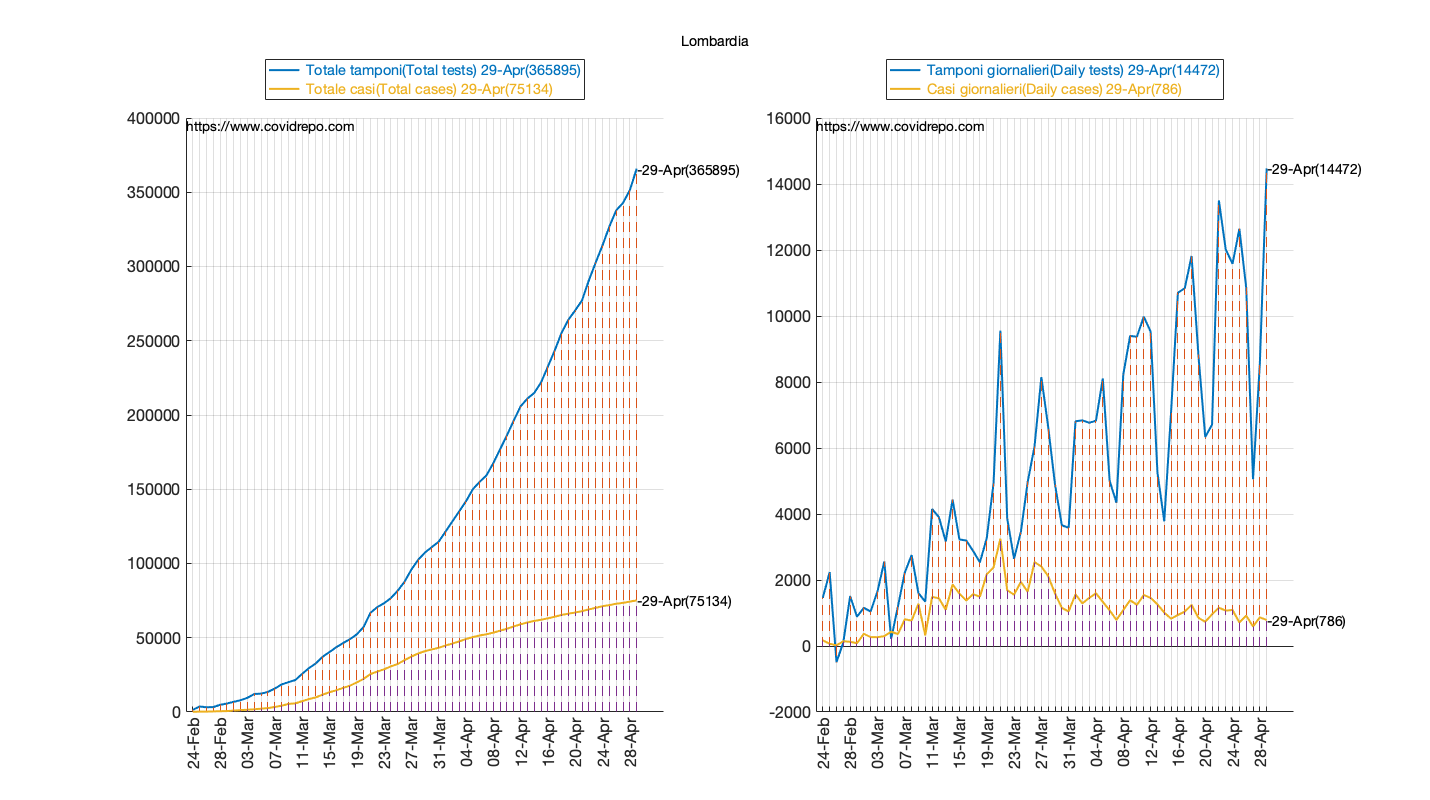 Lombardia
Totale tamponi(Total tests) 29-Apr(365895)
Totale casi(Total cases) 29-Apr(75134)
400000
350000
300000
250000
200000
150000
100000
50000
0
https://www.covidrepo.com
29-Apr(365895)
29-Apr(75134)
24-Feb
28-Feb
03-Mar
07-Mar
11-Mar
15-Mar
19-Mar
23-Mar
27-Mar
31-Mar
04-Apr
08-Apr
12-Apr
16-Apr
20-Apr
24-Apr
28-Apr
Tamponi giornalieri(Daily tests) 29-Apr(14472)
Casi giornalieri(Daily cases) 29-Apr(786)
16000
14000
12000
10000
8000
6000
4000
2000
0
-2000
https://www.covidrepo.com
29-Apr(14472)
29-Apr(786)
24-Feb
28-Feb
03-Mar
07-Mar
11-Mar
15-Mar
19-Mar
23-Mar
27-Mar
31-Mar
04-Apr
08-Apr
12-Apr
16-Apr
20-Apr
24-Apr
28-Apr